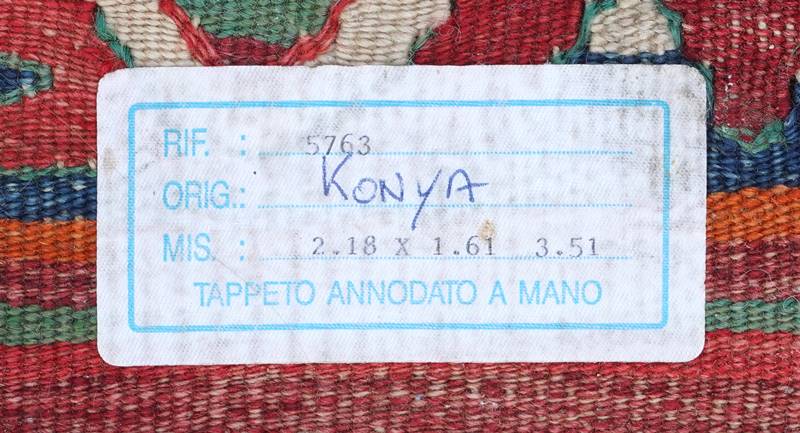 RIF. : 5763
ORIG.: KONYA
MIS. : 2.18 X 1.61 3.51
TAPPETO ANNODATO A MANO